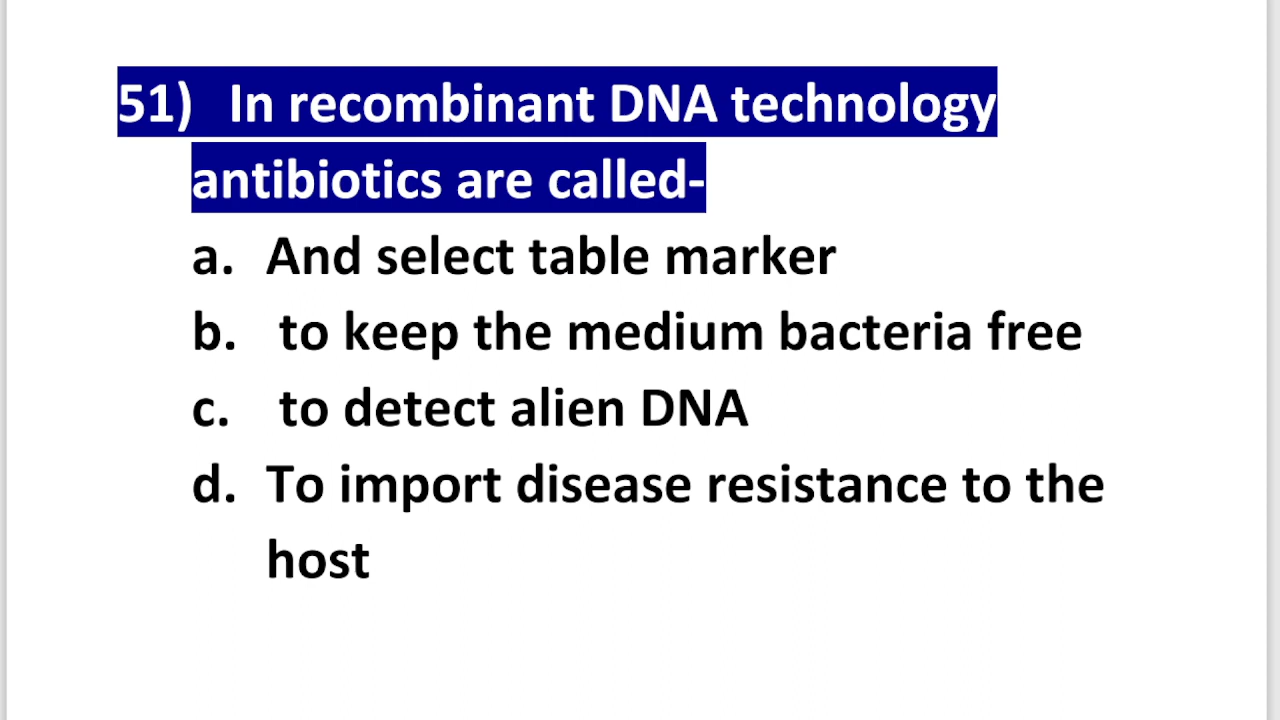 51) In recombinant DNA technology
antibiotics are called-
a. And select table marker
b. to keep the medium bacteria free
c. to detect alien DNA
d. To import disease resistance to the
host